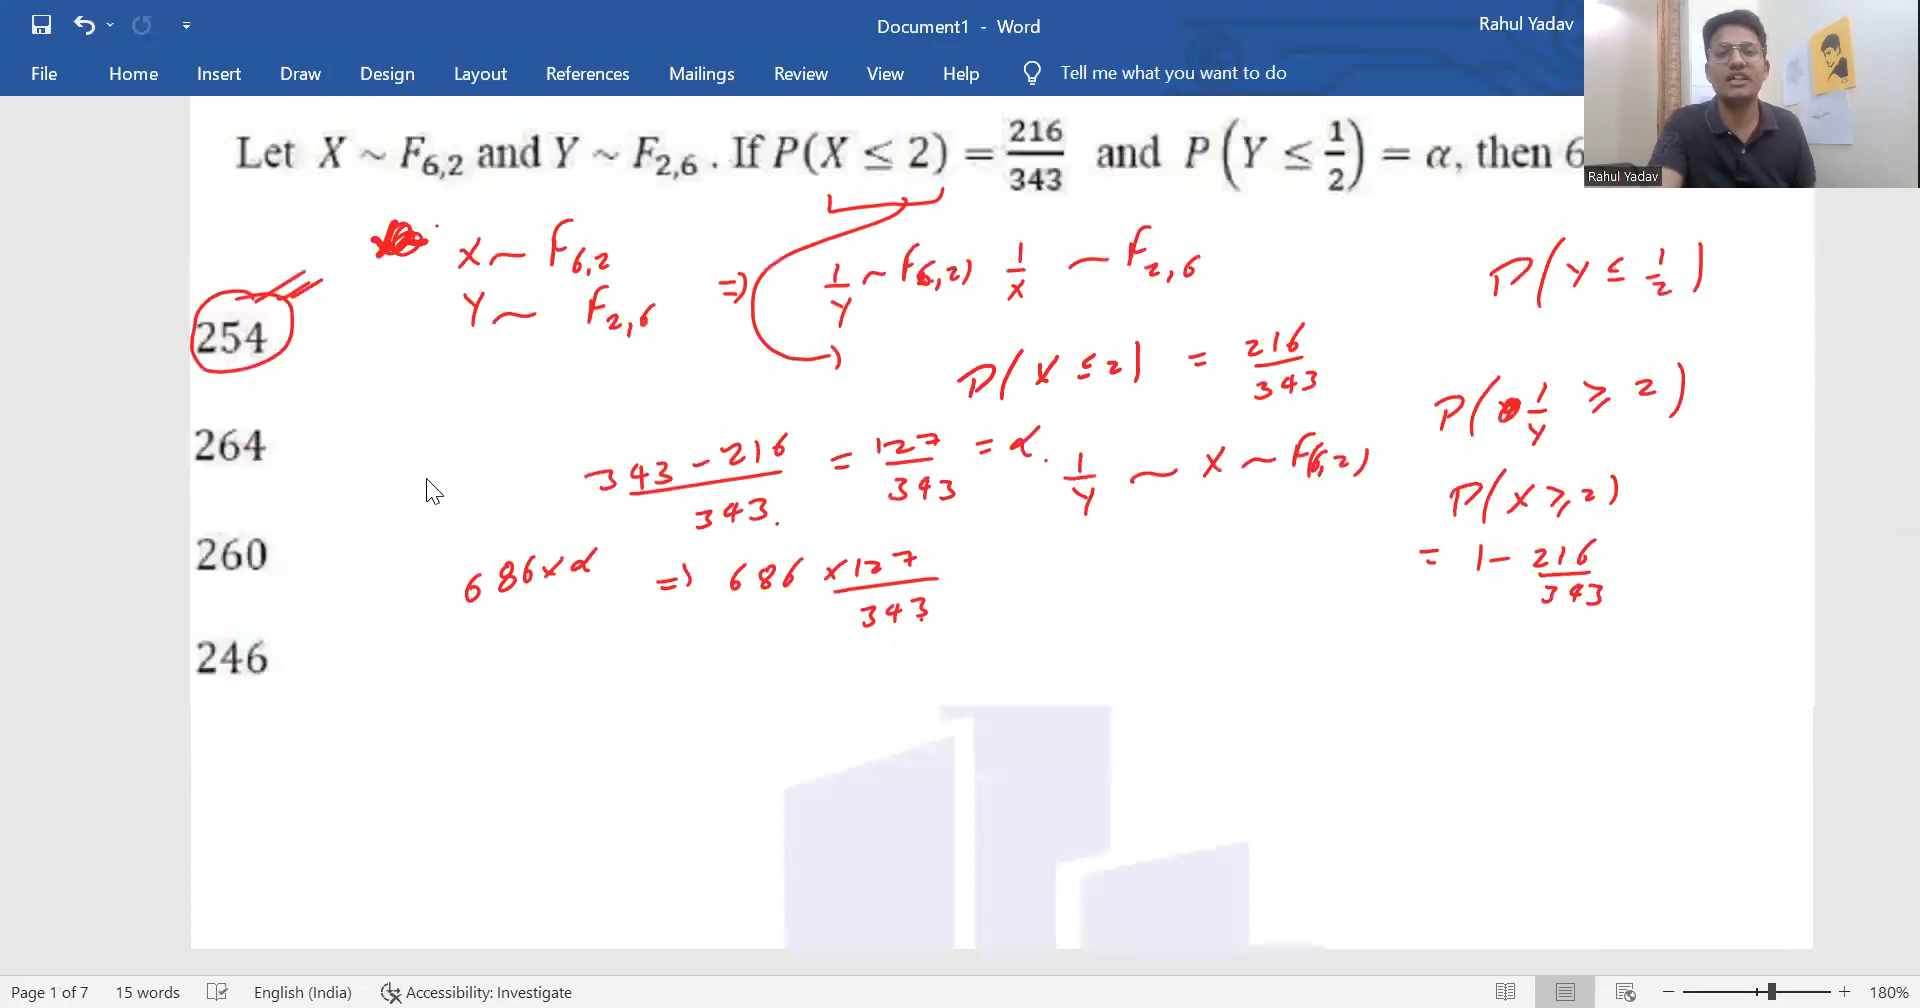 Document1 - Word
Rahul Yadav
File Home Insert Draw Design Layout References Mailings Review View Help Tell me what you want to do
Let X ~ F6,2 and Y ~ F2,6 . If P(X ≤ 2) = 216/343 and P(Y ≤ 1/2) = α, then 6
Rahul Yadav
X ~ F6,2
Y ~ F2,6
=> 1/Y ~ F(6,2) 1/X ~ F2,6
P(Y ≤ 1/2)
254
P(X ≤ 2) = 216/343
P(1/Y ≥ 2)
264
343 - 216/343. = 127/343 = α. 1/Y ~ X ~ F(6,2)
P(X ≥ 2)
= 1 - 216/343
260
686 x α => 686 x 127/343
246
Page 1 of 7 15 words English (India) Accessibility: Investigate 180%